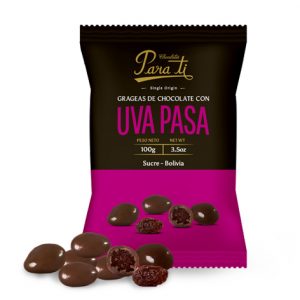 Chocolates
Para ti
Single Origin
GRAGEAS DE CHOCOLATE CON
UVA PASA
PESO NETO NET WT
100g 3.5oz
Sucre - Bolivia